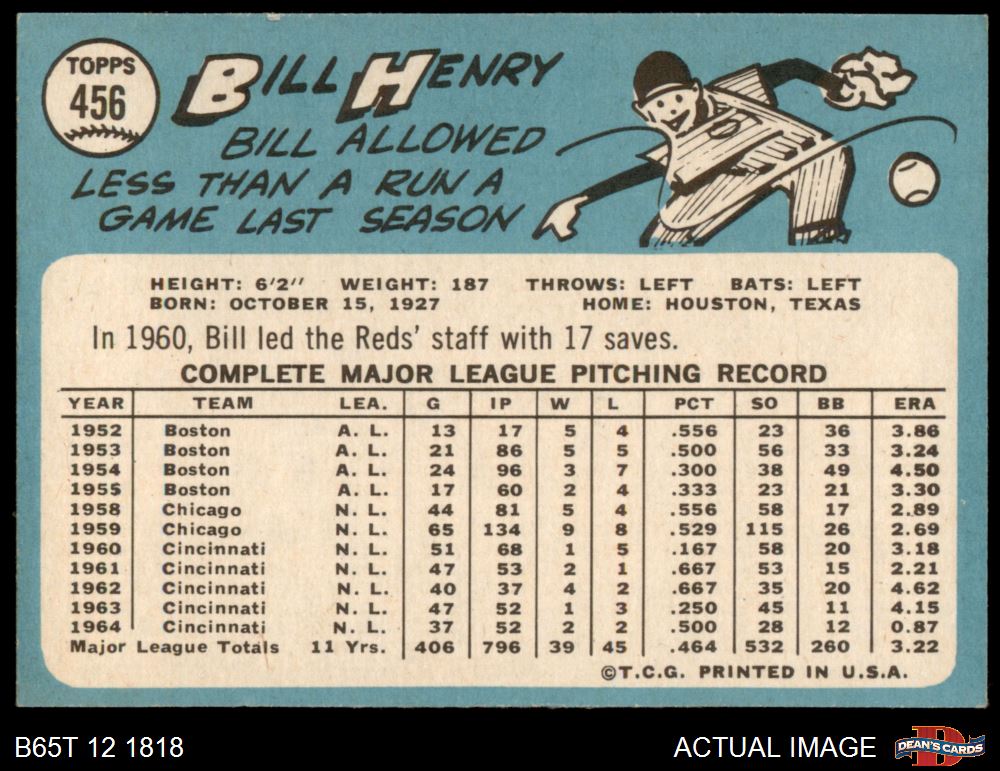 TOPPS
456
BILL HENRY
BILL ALLOWED
LESS THAN A RUN A
GAME LAST SEASON
HEIGHT: 6'2" WEIGHT: 187 THROWS: LEFT BATS: LEFT
BORN: OCTOBER 15, 1927 HOME: HOUSTON, TEXAS
In 1960, Bill led the Reds' staff with 17 saves.
COMPLETE MAJOR LEAGUE PITCHING RECORD
YEAR TEAM LEA. G IP W L PCT SO BB ERA
1952 Boston A. L. 13 17 5 4 .556 23 36 3.86
1953 Boston A. L. 21 86 5 5 .500 56 33 3.24
1954 Boston A. L. 24 96 3 7 .300 38 49 4.50
1955 Boston A. L. 17 60 2 4 .333 23 21 3.30
1958 Chicago N. L. 44 81 5 4 .556 58 17 2.89
1959 Chicago N. L. 65 134 9 8 .529 115 26 2.69
1960 Cincinnati N. L. 51 68 1 5 .167 58 20 3.18
1961 Cincinnati N. L. 47 53 2 1 .667 53 15 2.21
1962 Cincinnati N. L. 40 37 4 2 .667 35 20 4.62
1963 Cincinnati N. L. 47 52 1 3 .250 45 11 4.15
1964 Cincinnati N. L. 37 52 2 2 .500 28 12 0.87
Major League Totals 11 Yrs. 406 796 39 45 .464 532 260 3.22
©T.C.G. PRINTED IN U.S.A.
B65T 12 1818 ACTUAL IMAGE DEAN'S CARDS